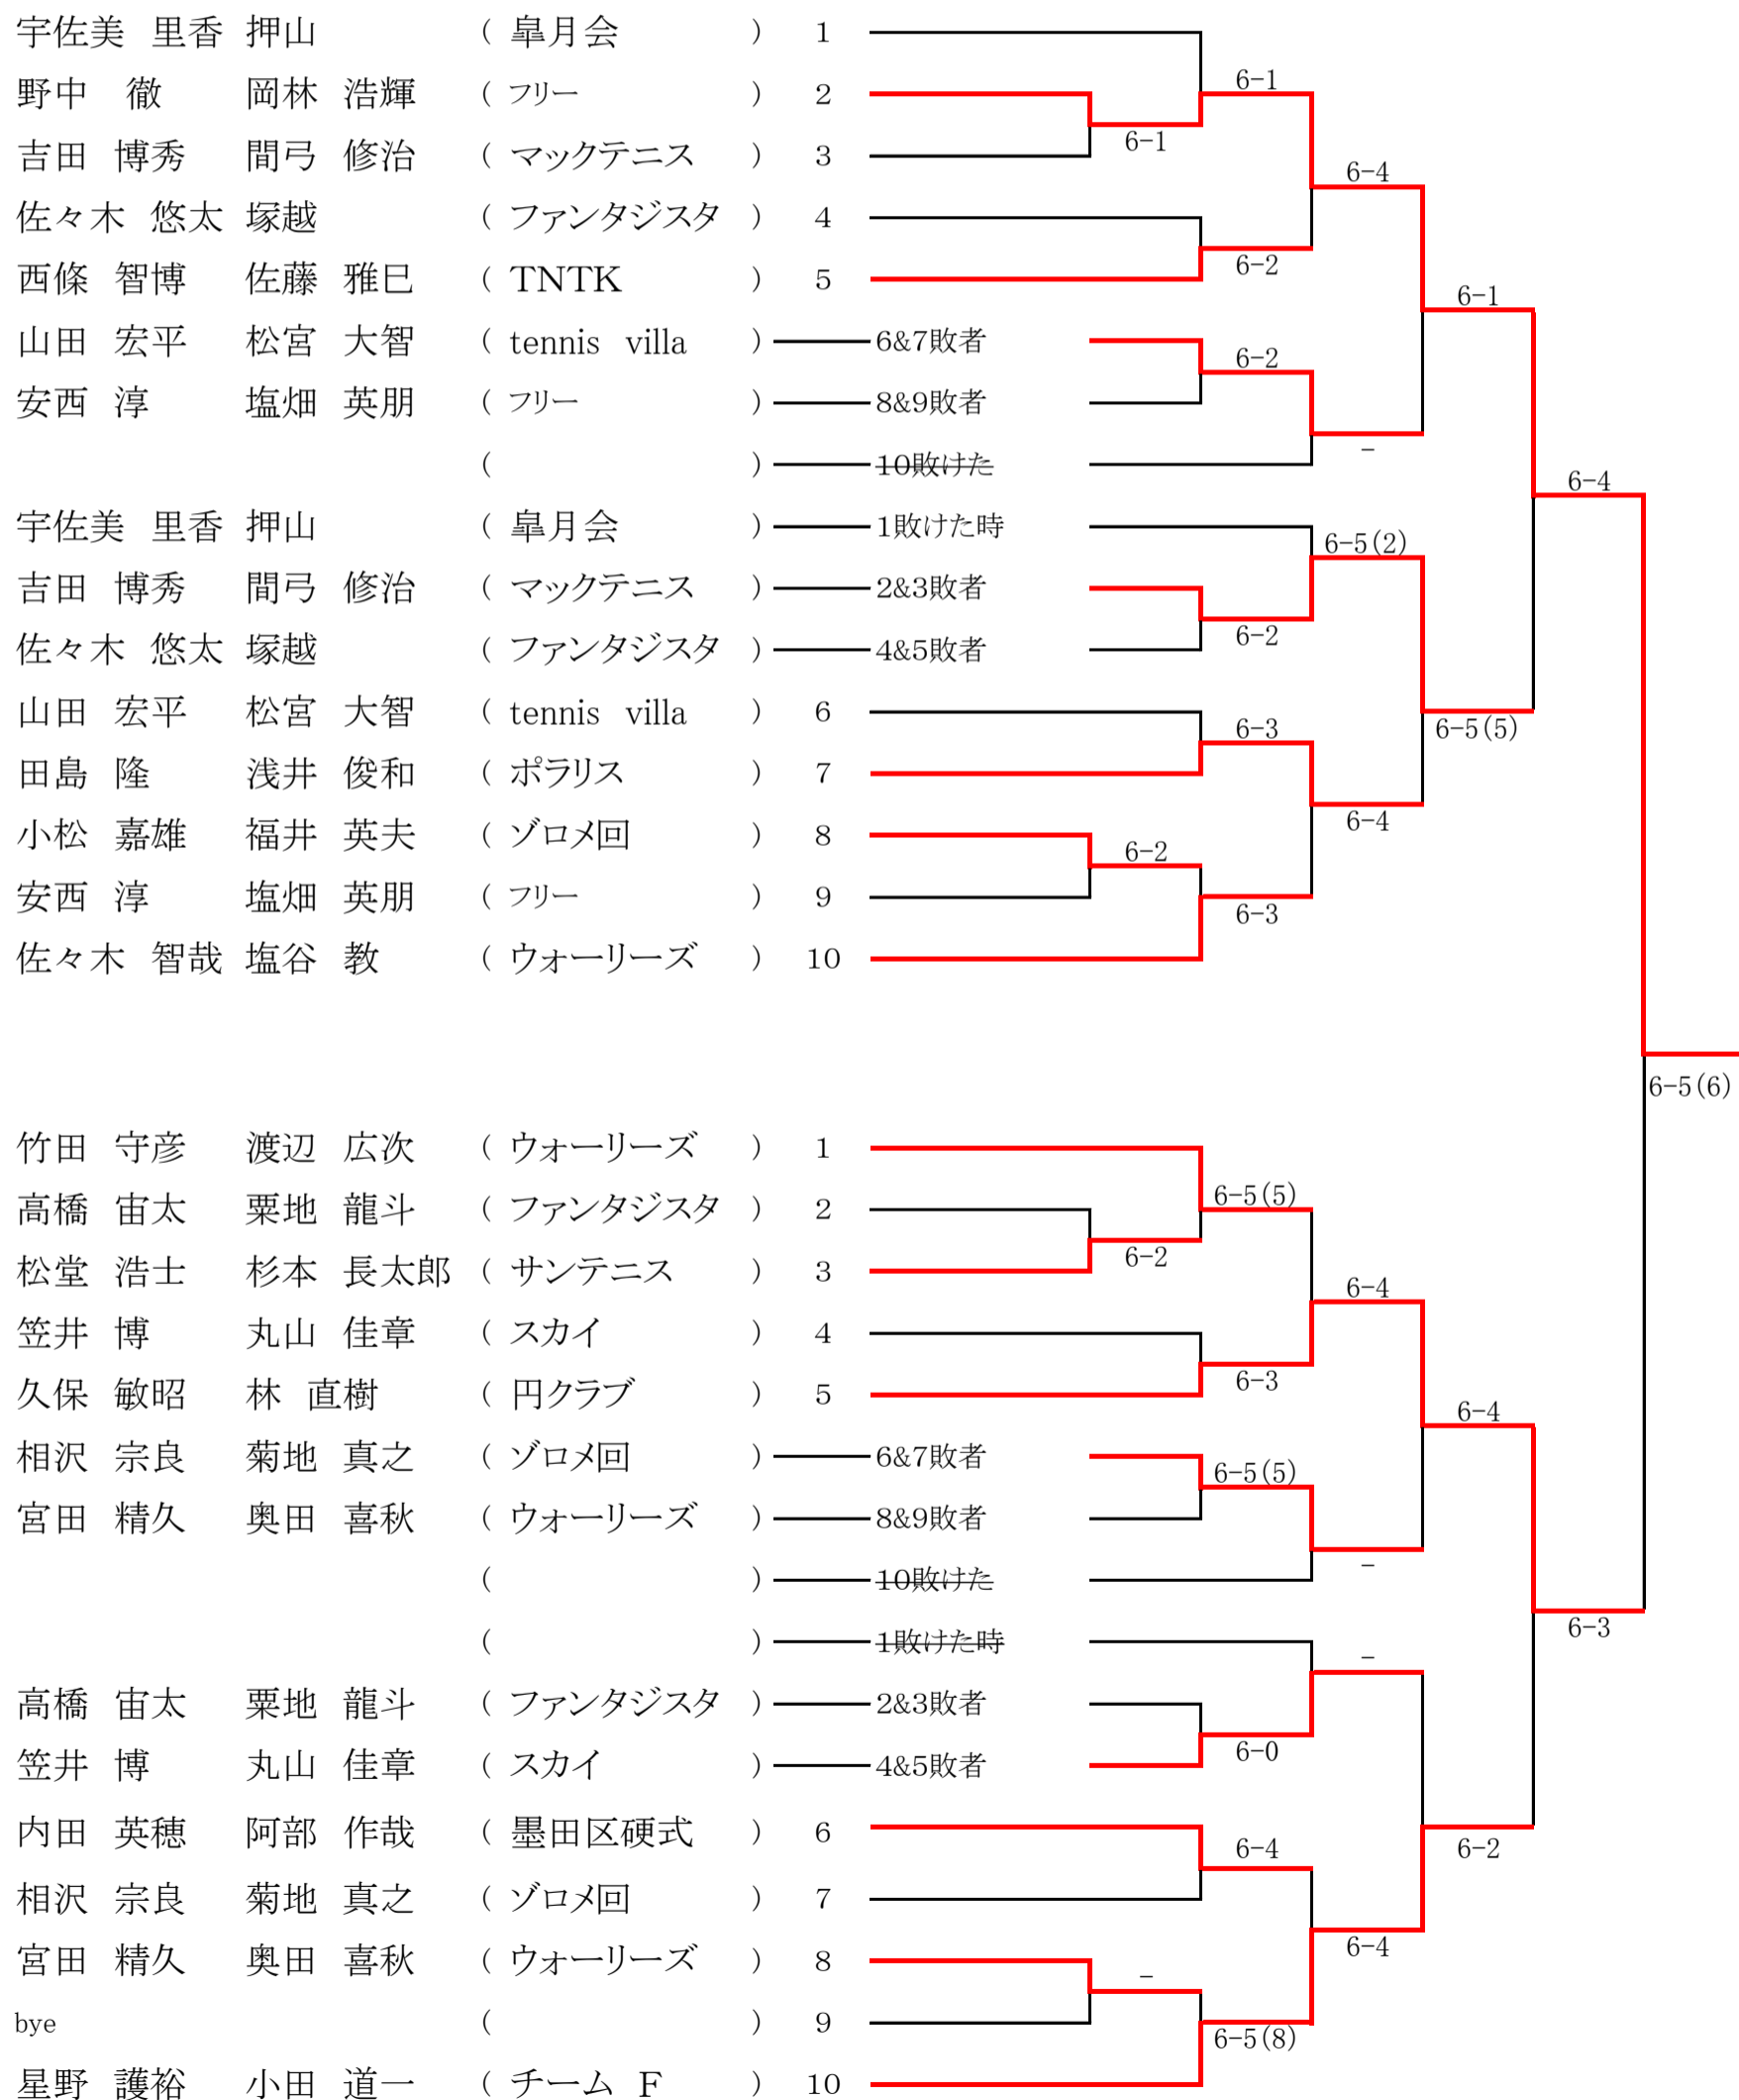 宇佐美 里香 押山 ( 皐月会 ) 1
6-1
野中 徹 岡林 浩輝 ( フリー ) 2
6-1
吉田 博秀 間弓 修治 ( マックテニス ) 3
6-4
佐々木 悠太 塚越 ( ファンタジスタ ) 4
6-2
西條 智博 佐藤 雅巳 ( TNTK ) 5
6-1
山田 宏平 松宮 大智 ( tennis villa ) 6&7敗者
6-2
安西 淳 塩畑 英朋 ( フリー ) 8&9敗者
-
( ) 10敗けた
6-4
宇佐美 里香 押山 ( 皐月会 ) 1敗けた時
6-5(2)
吉田 博秀 間弓 修治 ( マックテニス ) 2&3敗者
6-2
佐々木 悠太 塚越 ( ファンタジスタ ) 4&5敗者
山田 宏平 松宮 大智 ( tennis villa ) 6
6-3 6-5(5)
田島 隆 浅井 俊和 ( ポラリス ) 7
6-4
小松 嘉雄 福井 英夫 ( ゾロメ回 ) 8
6-2
安西 淳 塩畑 英朋 ( フリー ) 9
6-3
佐々木 智哉 塩谷 教 ( ウォーリーズ ) 10
6-5(6)
竹田 守彦 渡辺 広次 ( ウォーリーズ ) 1
6-5(5)
高橋 宙太 粟地 龍斗 ( ファンタジスタ ) 2
6-2
松堂 浩士 杉本 長太郎 ( サンテニス ) 3
6-4
笠井 博 丸山 佳章 ( スカイ ) 4
6-3
久保 敏昭 林 直樹 ( 円クラブ ) 5
6-4
相沢 宗良 菊地 真之 ( ゾロメ回 ) 6&7敗者
6-5(5)
宮田 精久 奥田 喜秋 ( ウォーリーズ ) 8&9敗者
-
( ) 10敗けた
6-3
( ) 1敗けた時
-
高橋 宙太 粟地 龍斗 ( ファンタジスタ ) 2&3敗者
6-0
笠井 博 丸山 佳章 ( スカイ ) 4&5敗者
内田 英穂 阿部 作哉 ( 墨田区硬式 ) 6
6-4 6-2
相沢 宗良 菊地 真之 ( ゾロメ回 ) 7
6-4
宮田 精久 奥田 喜秋 ( ウォーリーズ ) 8
-
bye ( ) 9
6-5(8)
星野 護裕 小田 道一 ( チーム F ) 10